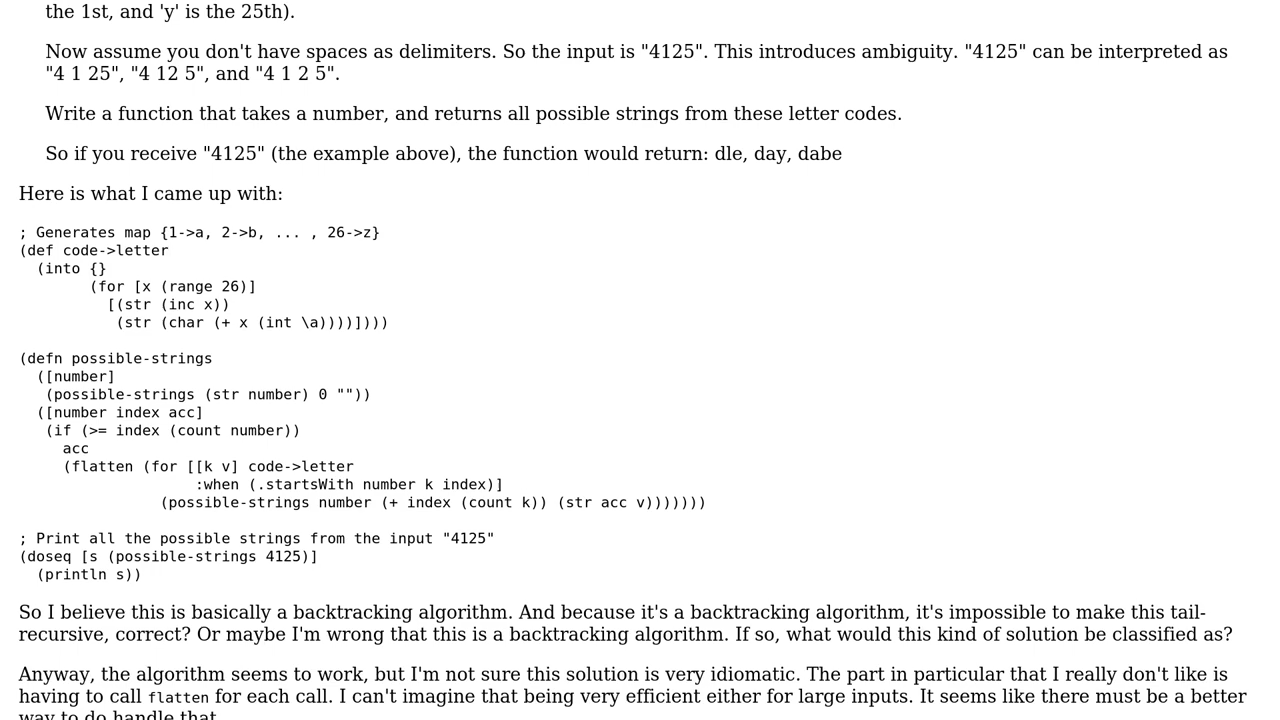 the 1st, and 'y' is the 25th).
Now assume you don't have spaces as delimiters. So the input is "4125". This introduces ambiguity. "4125" can be interpreted as
"4 1 25", "4 12 5", and "4 1 2 5".
Write a function that takes a number, and returns all possible strings from these letter codes.
So if you receive "4125" (the example above), the function would return: dle, day, dabe
Here is what I came up with:
; Generates map {1->a, 2->b, ... , 26->z}
(def code->letter
  (into {}
        (for [x (range 26)]
          [(str (inc x))
           (str (char (+ x (int \a))))])))

(defn possible-strings
  ([number]
   (possible-strings (str number) 0 ""))
  ([number index acc]
   (if (>= index (count number))
     acc
     (flatten (for [[k v] code->letter
                    :when (.startsWith number k index)]
                (possible-strings number (+ index (count k)) (str acc v)))))))

; Print all the possible strings from the input "4125"
(doseq [s (possible-strings 4125)]
  (println s))
So I believe this is basically a backtracking algorithm. And because it's a backtracking algorithm, it's impossible to make this tail-
recursive, correct? Or maybe I'm wrong that this is a backtracking algorithm. If so, what would this kind of solution be classified as?
Anyway, the algorithm seems to work, but I'm not sure this solution is very idiomatic. The part in particular that I really don't like is
having to call flatten for each call. I can't imagine that being very efficient either for large inputs. It seems like there must be a better
way to do handle that.